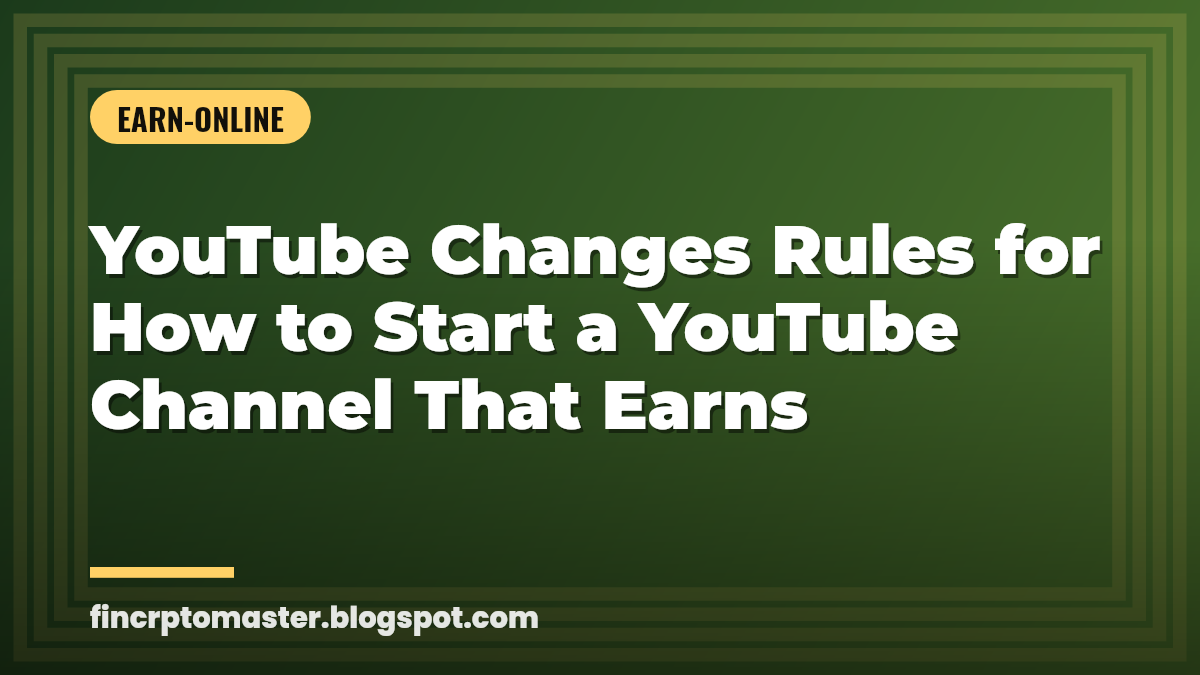 EARN-ONLINE
YouTube Changes Rules for
How to Start a YouTube
Channel That Earns
fincrptomaster.blogspot.com